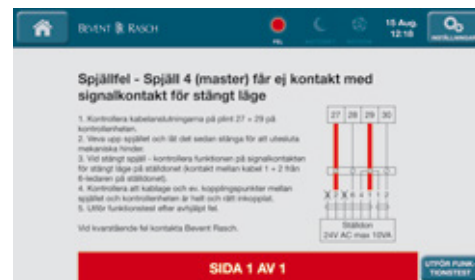 BEVENT RASCH
FEL
15 Aug.
12:18
INSTÄLLNINGAR
Spjällfel - Spjäll 4 (master) får ej kontakt med
signalkontakt för stängt läge
1. Kontrollera kabelanslutningarna på plint 27 + 29 på
kontrollenheten.
2. Veva upp spjället och låt det sedan stänga för att utesluta
mekaniska hinder.
3. Vid stängt spjäll - kontrollera funktionen på signalkontakten
för stängt läge på ställdonet (kontakt mellan kabel 1 + 2 från
6-ledaren på ställdonet).
4. Kontrollera att kablage och ev. kopplingspunkter mellan
spjället och kontrollenheten är helt och rätt inkopplat.
5. Utför funktionstest efter avhjälpt fel.
Vid kvarstående fel kontakta Bevent Rasch.
27 28 29 30
Ställdon
24V AC max 10VA
SIDA 1 AV 1
UTFÖR FUNK
TIONSTEST